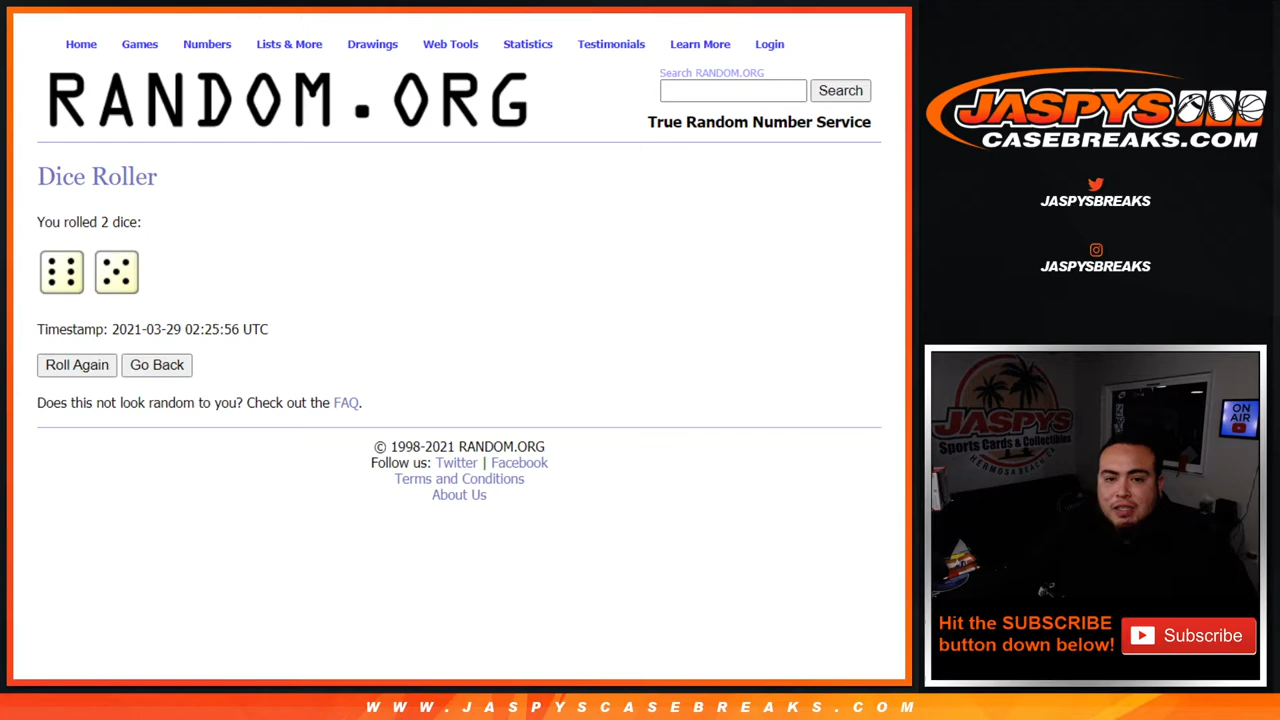 Home Games Numbers Lists & More Drawings Web Tools Statistics Testimonials Learn More Login
RANDOM.ORG
Search RANDOM.ORG
Search
True Random Number Service
Dice Roller
You rolled 2 dice:
Timestamp: 2021-03-29 02:25:56 UTC
Roll Again Go Back
Does this not look random to you? Check out the FAQ.
© 1998-2021 RANDOM.ORG
Follow us: Twitter | Facebook
Terms and Conditions
About Us
JASPYS
CASEBREAKS.COM
JASPYSBREAKS
JASPYSBREAKS
JASPYS
Sports Cards & Collectibles
HERMOSA BEACH, CA
ON
AIR
Hit the SUBSCRIBE
button down below!
Subscribe
WWW.JASPYSCASEBREAKS.COM